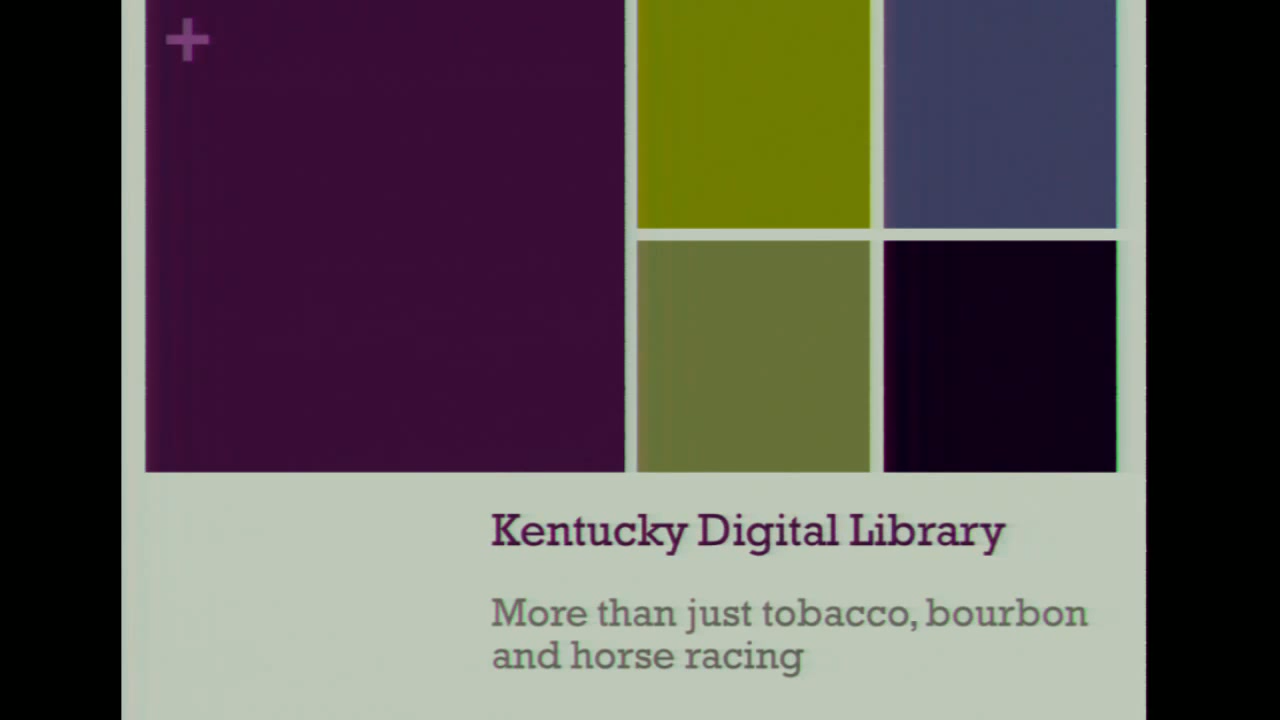 Kentucky Digital Library
More than just tobacco, bourbon
and horse racing